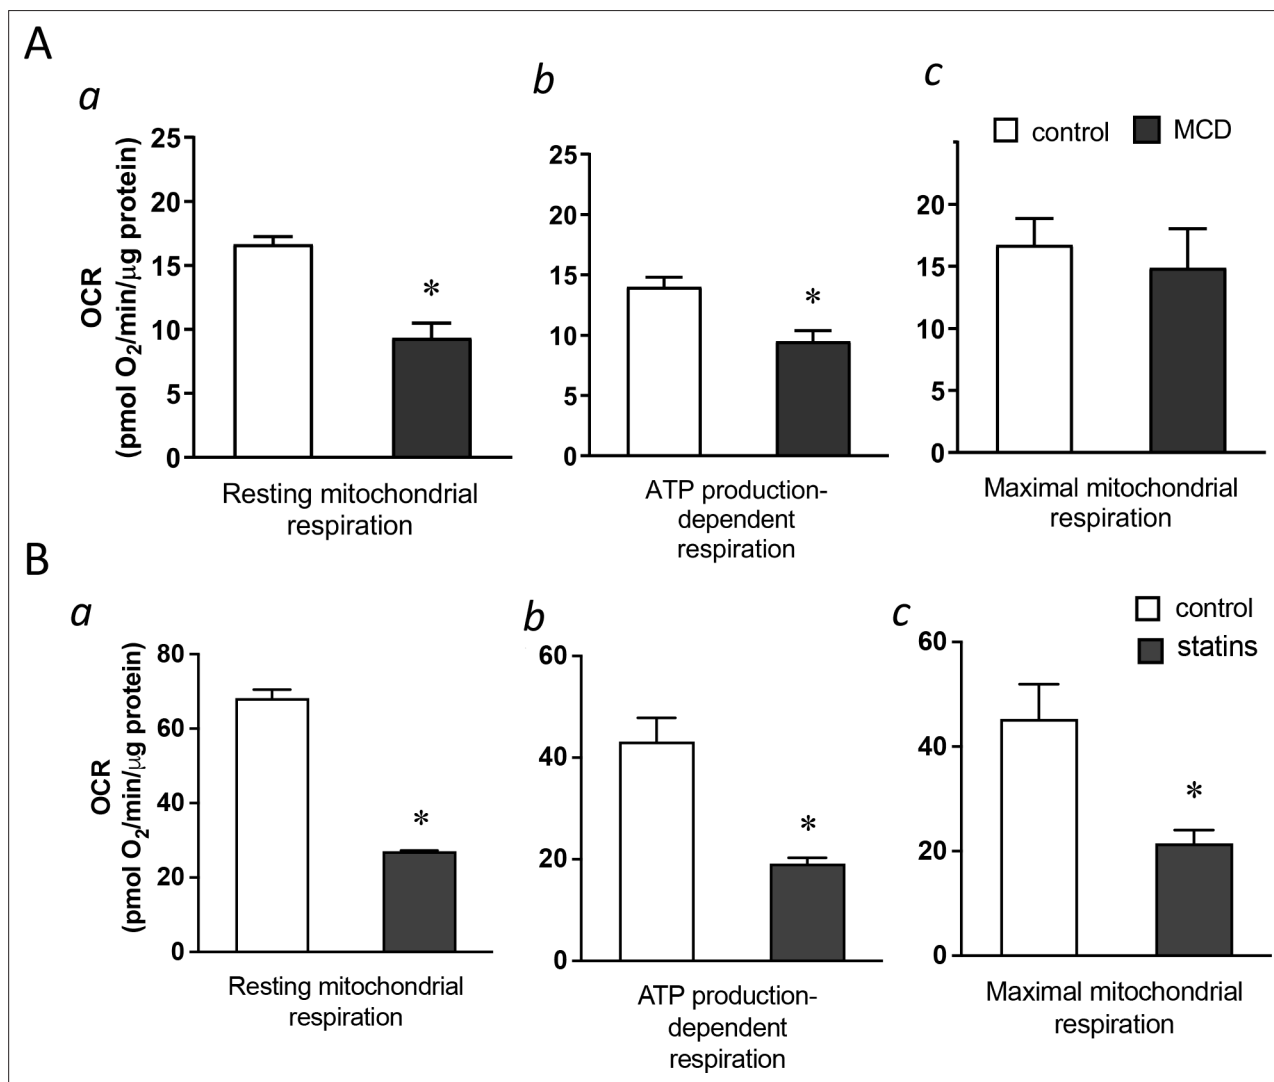 A
a
b
c
control
MCD
OCR
(pmol O2/min/μg protein)
25
20
15
10
5
0
*
Resting mitochondrial
respiration
25
20
15
10
5
0
*
ATP production-
dependent
respiration
20
15
10
5
0
Maximal mitochondrial
respiration
B
a
b
c
control
statins
OCR
(pmol O2/min/μg protein)
80
60
40
20
0
*
Resting mitochondrial
respiration
60
40
20
0
*
ATP production-
dependent
respiration
60
40
20
0
*
Maximal mitochondrial
respiration